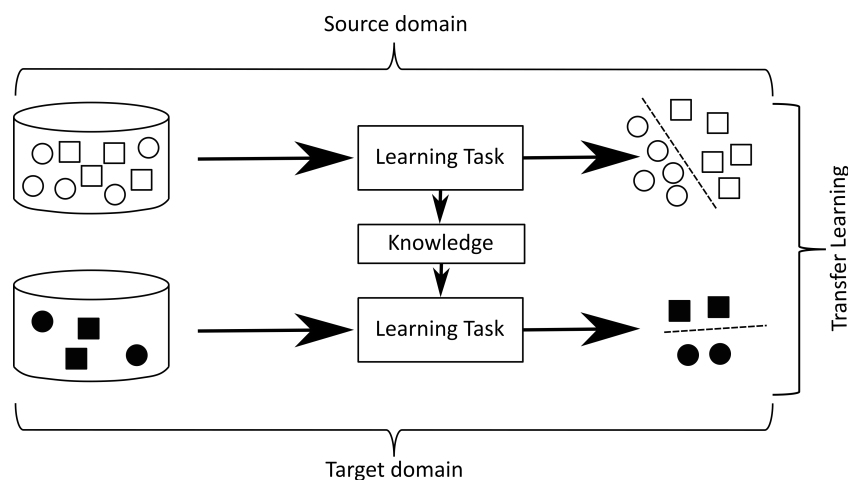 Source domain
Learning Task
Knowledge
Learning Task
Transfer Learning
Target domain